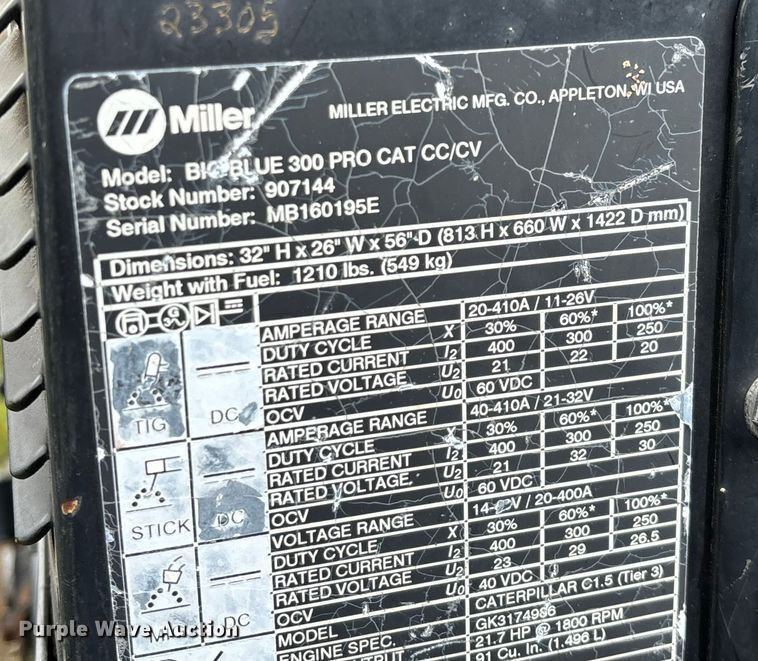 23305
Miller
MILLER ELECTRIC MFG. CO., APPLETON, WI USA
Model: BIG BLUE 300 PRO CAT CC/CV
Stock Number: 907144
Serial Number: MB160195E
Dimensions: 32" H x 26" W x 56" D (813 H x 660 W x 1422 D mm)
Weight with Fuel: 1210 lbs. (549 kg)
TIG DC
AMPERAGE RANGE 20-410A / 11-26V
DUTY CYCLE X 30% 60%* 100%*
RATED CURRENT I2 400 300 250
RATED VOLTAGE U2 21 22 20
OCV U0 60 VDC
STICK DC
AMPERAGE RANGE 40-410A / 21-32V
DUTY CYCLE X 30% 60%* 100%*
RATED CURRENT I2 400 300 250
RATED VOLTAGE U2 21 32 30
OCV U0 60 VDC
DC
VOLTAGE RANGE / 20-400A
DUTY CYCLE X 30% 60%* 100%*
RATED CURRENT I2 400 300 250
RATED VOLTAGE U2 23 29 26.5
OCV U0 40 VDC
MODEL CATERPILLAR C1.5 (Tier 3)
ENGINE SPEC. GK3174986
21.7 HP @ 1800 RPM
91 Cu. In. (1.496 L)
Purple Wave Auction